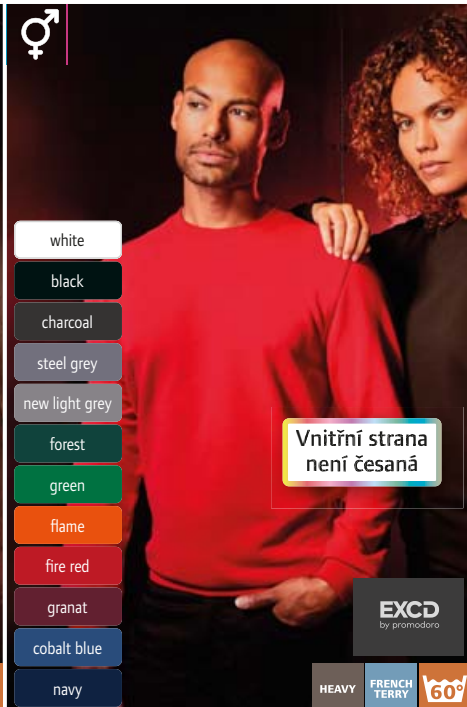 white
black
charcoal
steel grey
new light grey
forest
green
flame
fire red
granat
cobalt blue
navy
Vnitřní strana
není česaná
EXCD
by promodoro
HEAVY
FRENCH
TERRY
60°